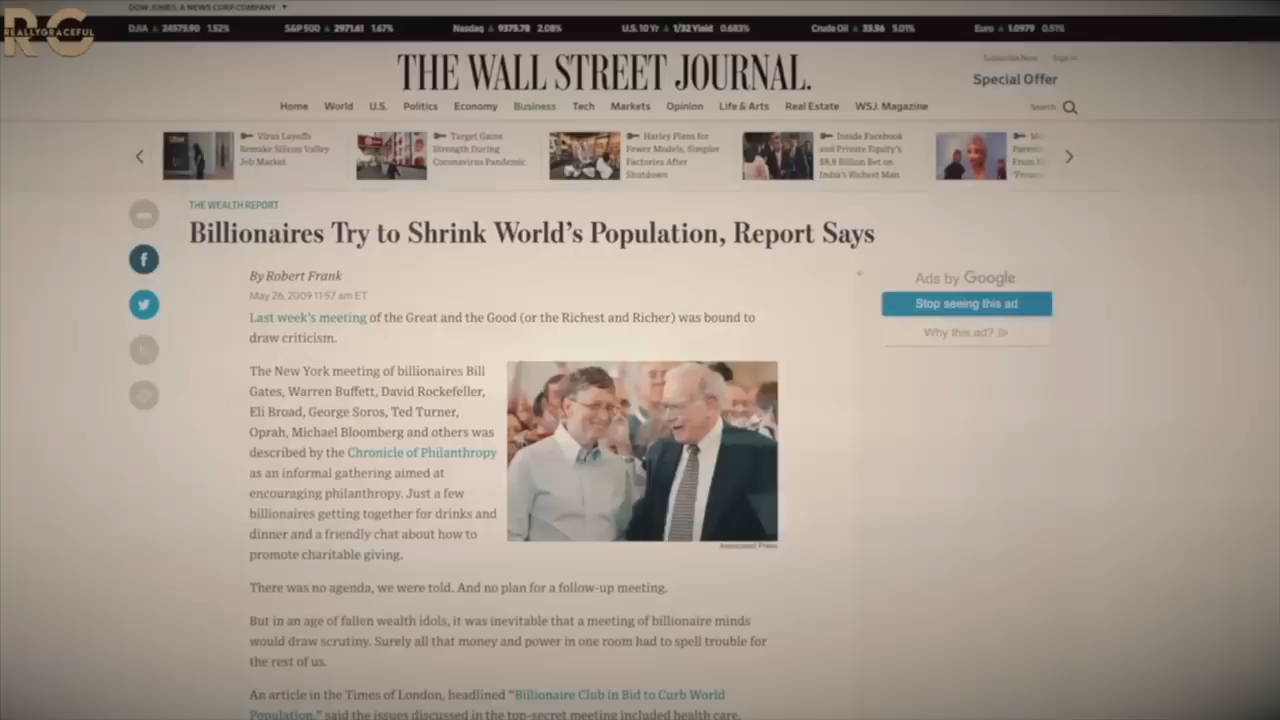 DOW JONES, A NEWS CORP COMPANY
DJIA 24575.90 1.52% S&P 500 2971.61 1.67% Nasdaq 9375.78 2.08% U.S. 10 Yr 1/32 Yield 0.683% Crude Oil 33.56 5.01% Euro 1.0979 0.51%
RC
REALLYGRACEFUL
THE WALL STREET JOURNAL.
Subscribe Now Sign In
Special Offer
Home World U.S. Politics Economy Business Tech Markets Opinion Life & Arts Real Estate WSJ. Magazine Search
Uber
Virus Layoffs
Remake Silicon Valley
Job Market
Target Gains
Strength During
Coronavirus Pandemic
Harley Plans for
Fewer Models, Simpler
Factories After
Shutdown
Inside Facebook
and Private Equity's
$8.8 Billion Bet on
India's Richest Man
From
THE WEALTH REPORT
Billionaires Try to Shrink World's Population, Report Says
By Robert Frank
May 26, 2009 11:57 am ET
Last week's meeting of the Great and the Good (or the Richest and Richer) was bound to
draw criticism.
The New York meeting of billionaires Bill
Gates, Warren Buffett, David Rockefeller,
Eli Broad, George Soros, Ted Turner,
Oprah, Michael Bloomberg and others was
described by the Chronicle of Philanthropy
as an informal gathering aimed at
encouraging philanthropy. Just a few
billionaires getting together for drinks and
dinner and a friendly chat about how to
promote charitable giving.
Associated Press
There was no agenda, we were told. And no plan for a follow-up meeting.
But in an age of fallen wealth idols, it was inevitable that a meeting of billionaire minds
would draw scrutiny. Surely all that money and power in one room had to spell trouble for
the rest of us.
An article in the Times of London, headlined "Billionaire Club in Bid to Curb World
Population," said the issues discussed in the top-secret meeting included health care,
Ads by Google
Stop seeing this ad
Why this ad?